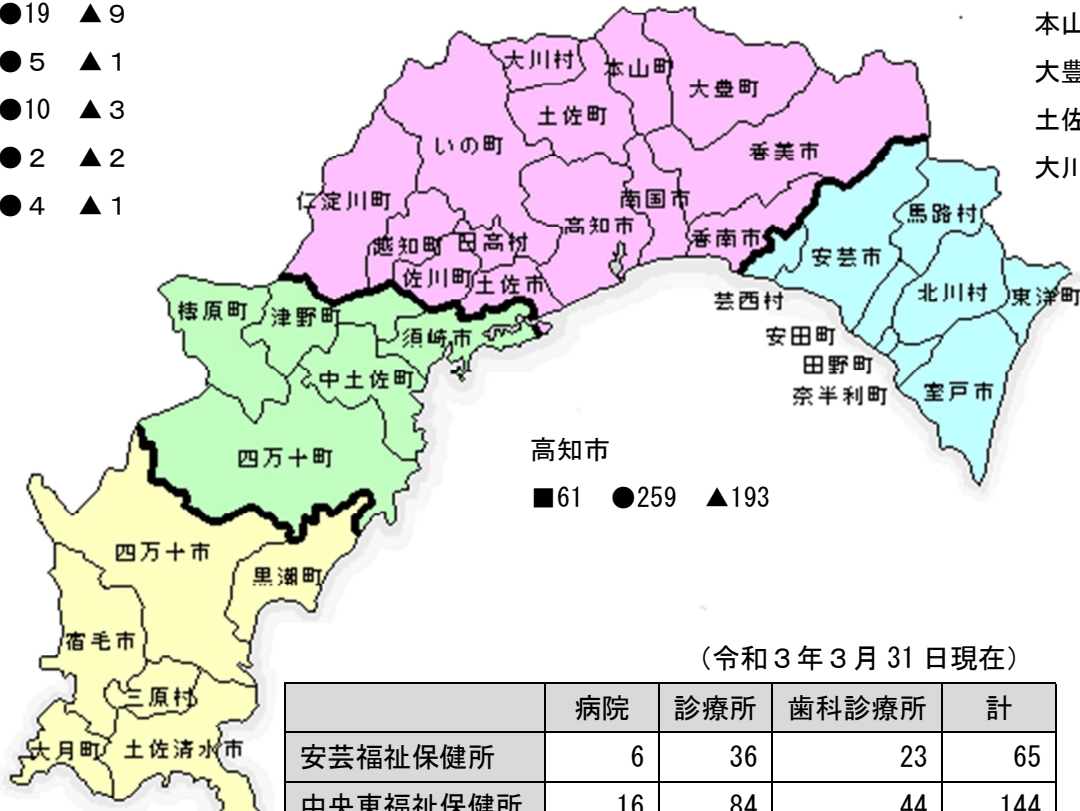 ●19 ▲9
●5 ▲1
●10 ▲3
●2 ▲2
●4 ▲1
本山
大豊
土佐
大川
大川村
本山町
大豊町
土佐町
いの町
香美市
仁淀川町
南国市
高知市
越知町
日高村
香南市
佐川町
土佐市
馬路村
安芸市
北川村
東洋町
芸西村
安田町
田野町
奈半利町
室戸市
梼原町
津野町
須崎市
中土佐町
四万十町
高知市
■61 ●259 ▲193
四万十市
黒潮町
宿毛市
三原村
大月町
土佐清水市
（令和３年３月 31 日現在）
病院 診療所 歯科診療所 計
安芸福祉保健所 6 36 23 65
中央東福祉保健所 16 84 44 144